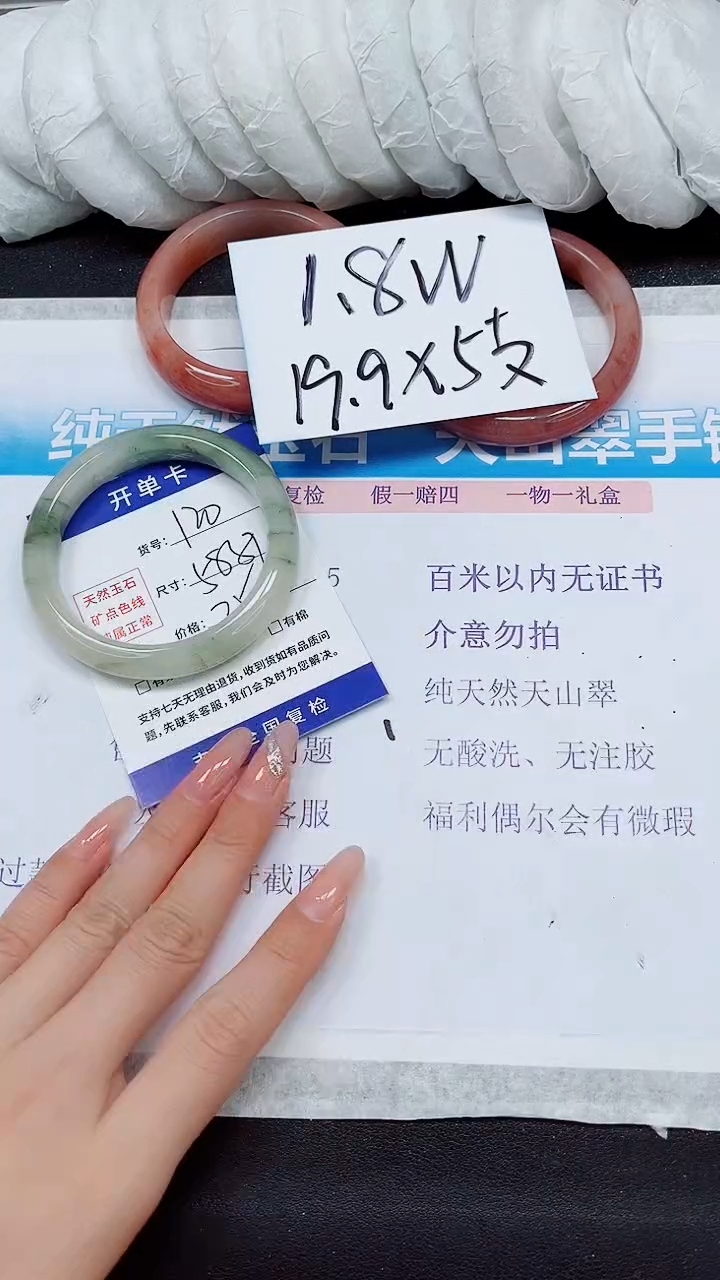 1.8W
19.9X5支
纯天然玉石 天山翠手镯
复检 假一赔四 一物一礼盒
开单卡
货号: 120
尺寸:
价格:
天然玉石
矿点色线
属正常
有棉
支持七天无理由退货,收到货如有品质问
题,先联系客服,我们会及时为您解决。
全国复检
5
百米以内无证书
介意勿拍
纯天然天山翠
问题
无酸洗、无注胶
客服
福利偶尔会有微瑕
截图